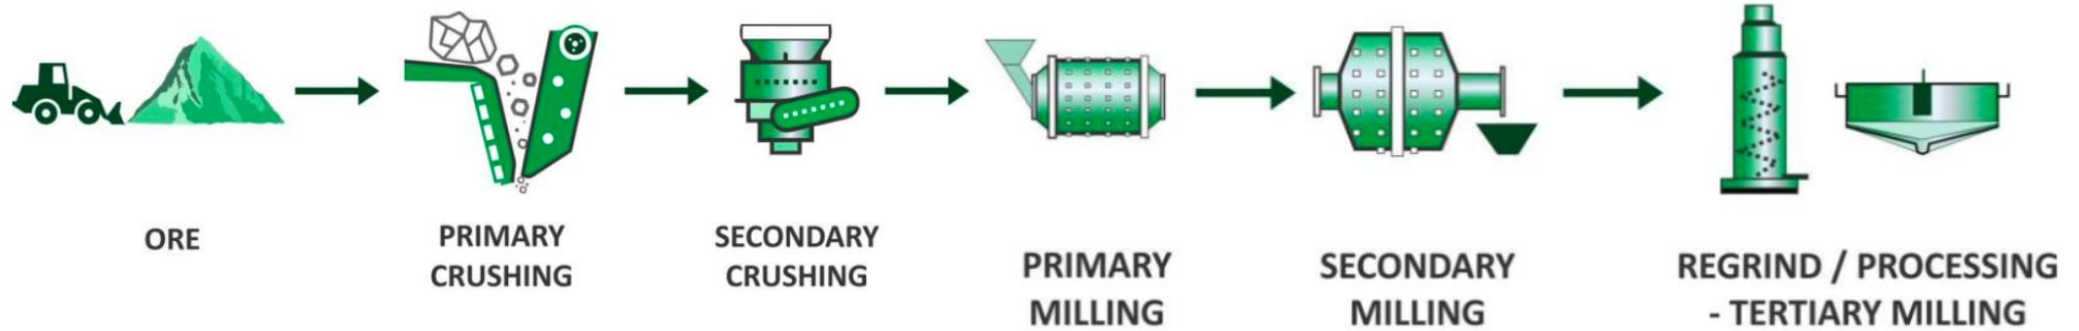 ORE
PRIMARY
CRUSHING
SECONDARY
CRUSHING
PRIMARY
MILLING
SECONDARY
MILLING
REGRIND / PROCESSING
- TERTIARY MILLING